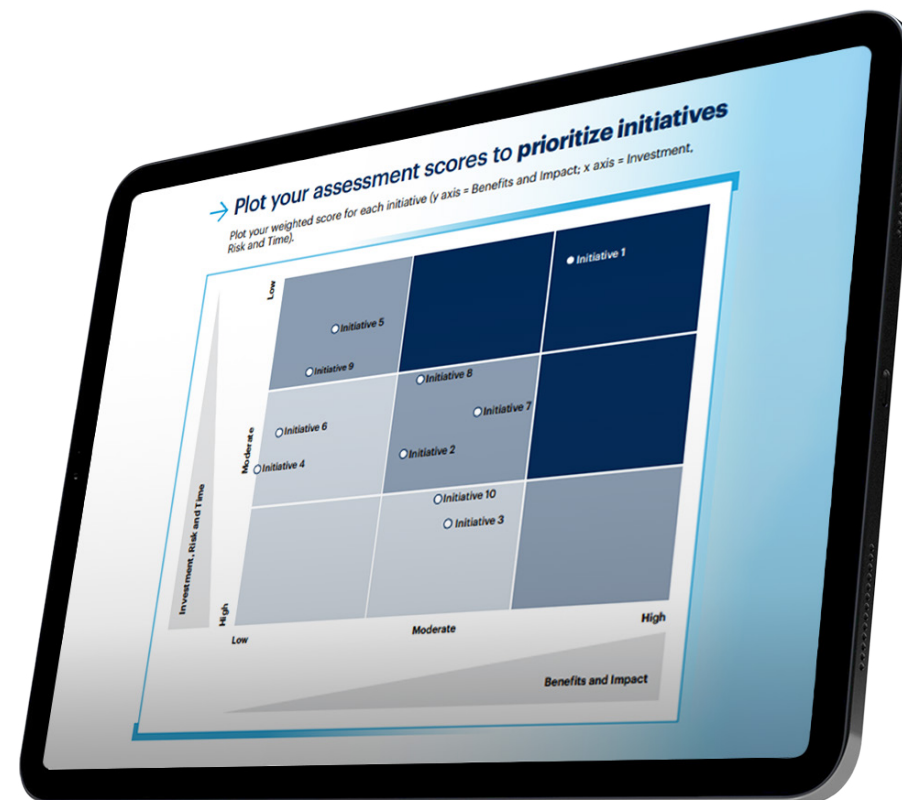 → Plot your assessment scores to prioritize initiatives
Plot your weighted score for each initiative (y axis = Benefits and Impact; x axis = Investment,
Risk and Time).
Low
Initiative 1
Initiative 5
Initiative 9
Initiative 8
Initiative 7
Moderate
Initiative 6
Initiative 2
Initiative 4
Initiative 10
Initiative 3
Investment, Risk and Time
High
Low
Moderate
High
Benefits and Impact